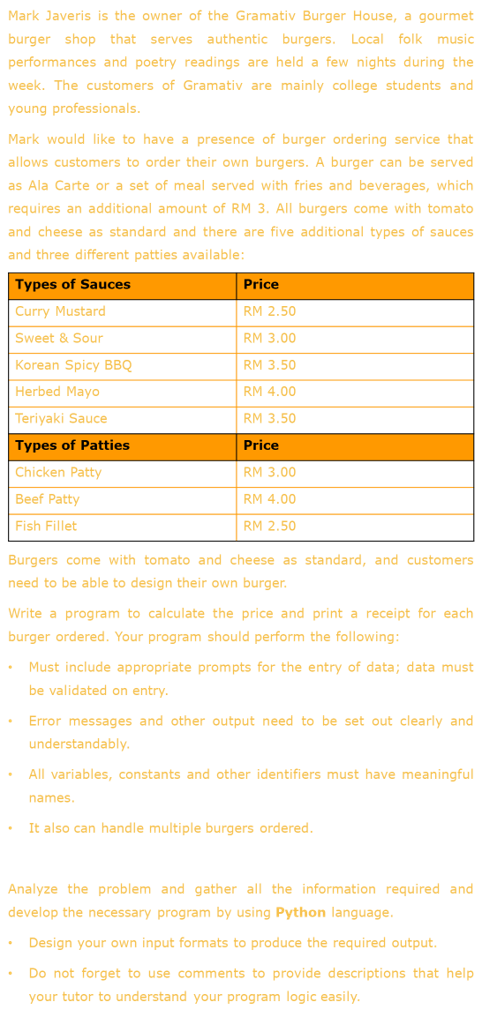 Mark Javeris is the owner of the Gramativ Burger House, a gourmet
burger shop that serves authentic burgers. Local folk music
performances and poetry readings are held a few nights during the
week. The customers of Gramativ are mainly college students and
young professionals.
Mark would like to have a presence of burger ordering service that
allows customers to order their own burgers. A burger can be served
as Ala Carte or a set of meal served with fries and beverages, which
requires an additional amount of RM 3. All burgers come with tomato
and cheese as standard and there are five additional types of sauces
and three different patties available:
Types of Sauces Price
Curry Mustard RM 2.50
Sweet & Sour RM 3.00
Korean Spicy BBQ RM 3.50
Herbed Mayo RM 4.00
Teriyaki Sauce RM 3.50
Types of Patties Price
Chicken Patty RM 3.00
Beef Patty RM 4.00
Fish Fillet RM 2.50
Burgers come with tomato and cheese as standard, and customers
need to be able to design their own burger.
Write a program to calculate the price and print a receipt for each
burger ordered. Your program should perform the following:
• Must include appropriate prompts for the entry of data; data must
be validated on entry.
• Error messages and other output need to be set out clearly and
understandably.
• All variables, constants and other identifiers must have meaningful
names.
• It also can handle multiple burgers ordered.
Analyze the problem and gather all the information required and
develop the necessary program by using Python language.
• Design your own input formats to produce the required output.
• Do not forget to use comments to provide descriptions that help
your tutor to understand your program logic easily.